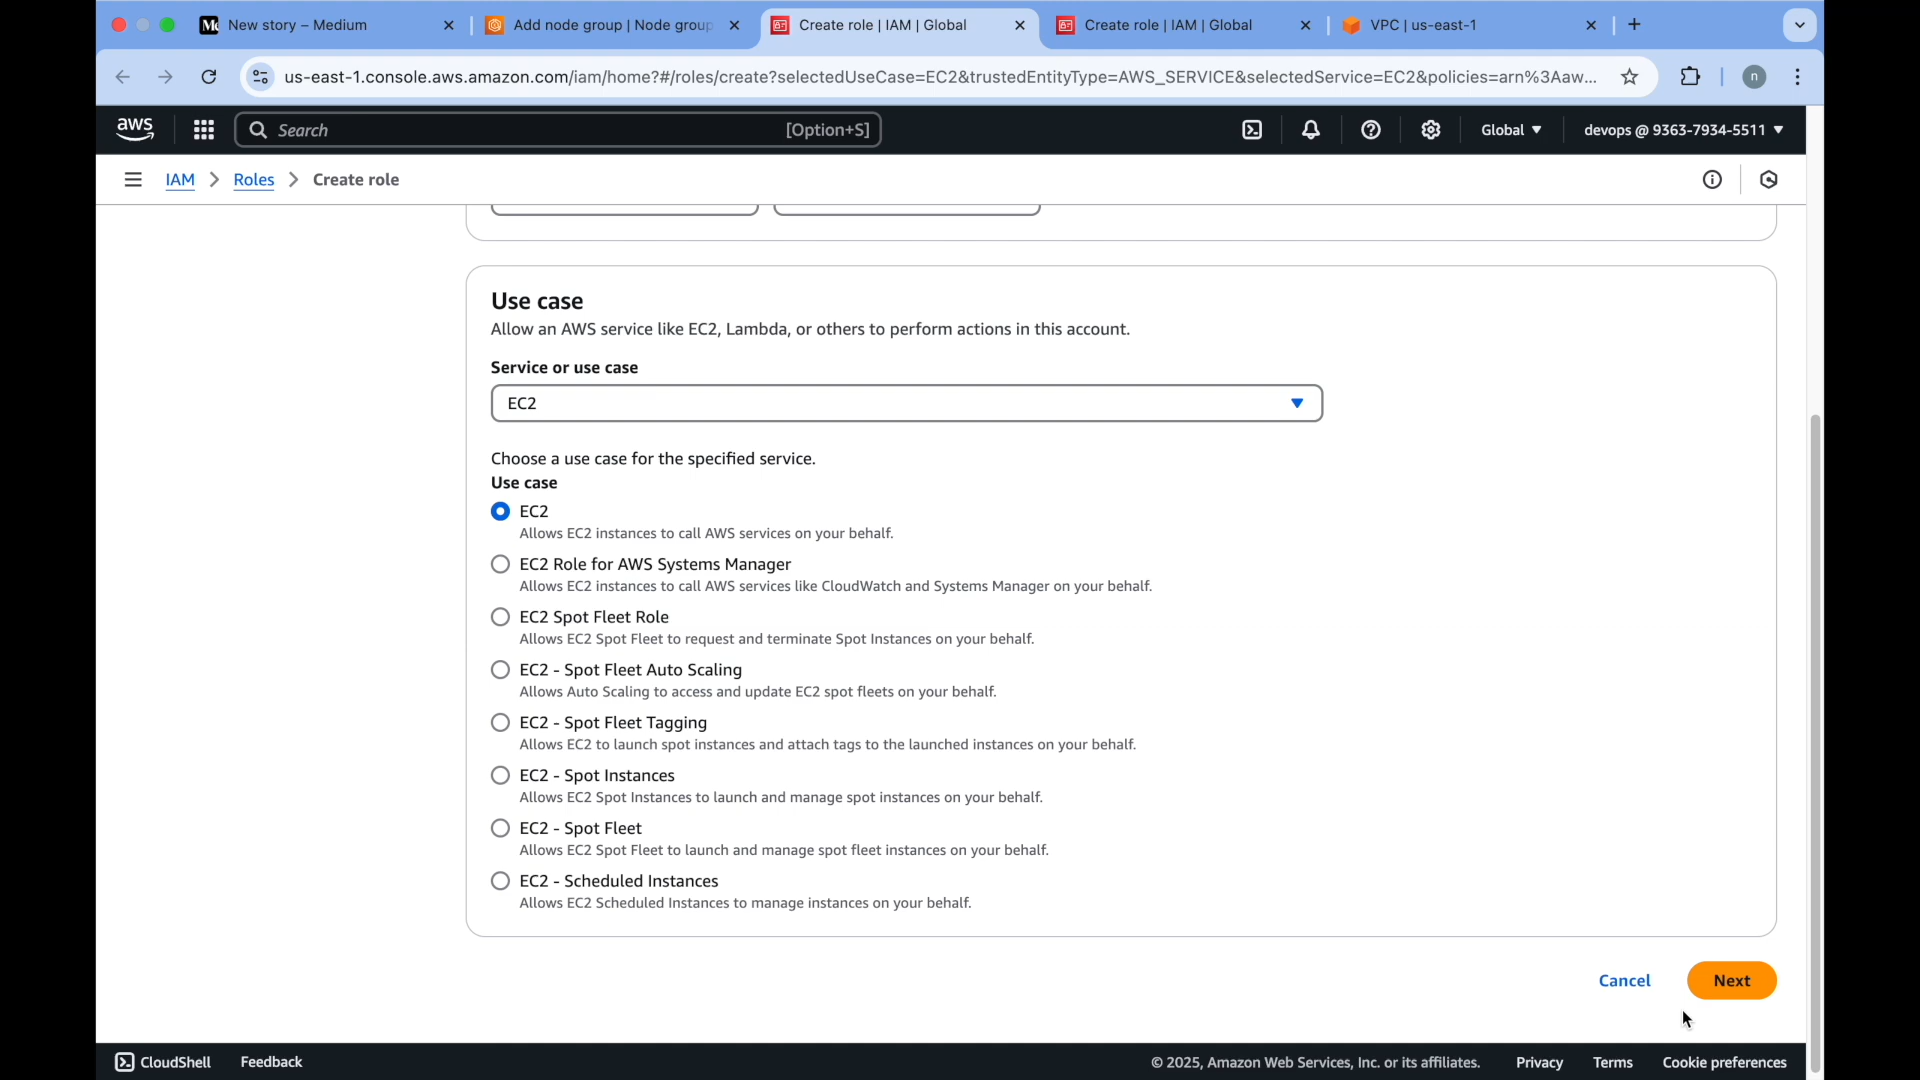 New story – Medium
Add node group | Node group
Create role | IAM | Global
Create role | IAM | Global
VPC | us-east-1
us-east-1.console.aws.amazon.com/iam/home?#/roles/create?selectedUseCase=EC2&trustedEntityType=AWS_SERVICE&selectedService=EC2&policies=arn%3Aaw...
n
aws
Search
[Option+S]
Global
devops @ 9363-7934-5511
IAM
Roles
Create role
Use case
Allow an AWS service like EC2, Lambda, or others to perform actions in this account.
Service or use case
EC2
Choose a use case for the specified service.
Use case
EC2
Allows EC2 instances to call AWS services on your behalf.
EC2 Role for AWS Systems Manager
Allows EC2 instances to call AWS services like CloudWatch and Systems Manager on your behalf.
EC2 Spot Fleet Role
Allows EC2 Spot Fleet to request and terminate Spot Instances on your behalf.
EC2 - Spot Fleet Auto Scaling
Allows Auto Scaling to access and update EC2 spot fleets on your behalf.
EC2 - Spot Fleet Tagging
Allows EC2 to launch spot instances and attach tags to the launched instances on your behalf.
EC2 - Spot Instances
Allows EC2 Spot Instances to launch and manage spot instances on your behalf.
EC2 - Spot Fleet
Allows EC2 Spot Fleet to launch and manage spot fleet instances on your behalf.
EC2 - Scheduled Instances
Allows EC2 Scheduled Instances to manage instances on your behalf.
Cancel
Next
CloudShell
Feedback
© 2025, Amazon Web Services, Inc. or its affiliates.
Privacy
Terms
Cookie preferences